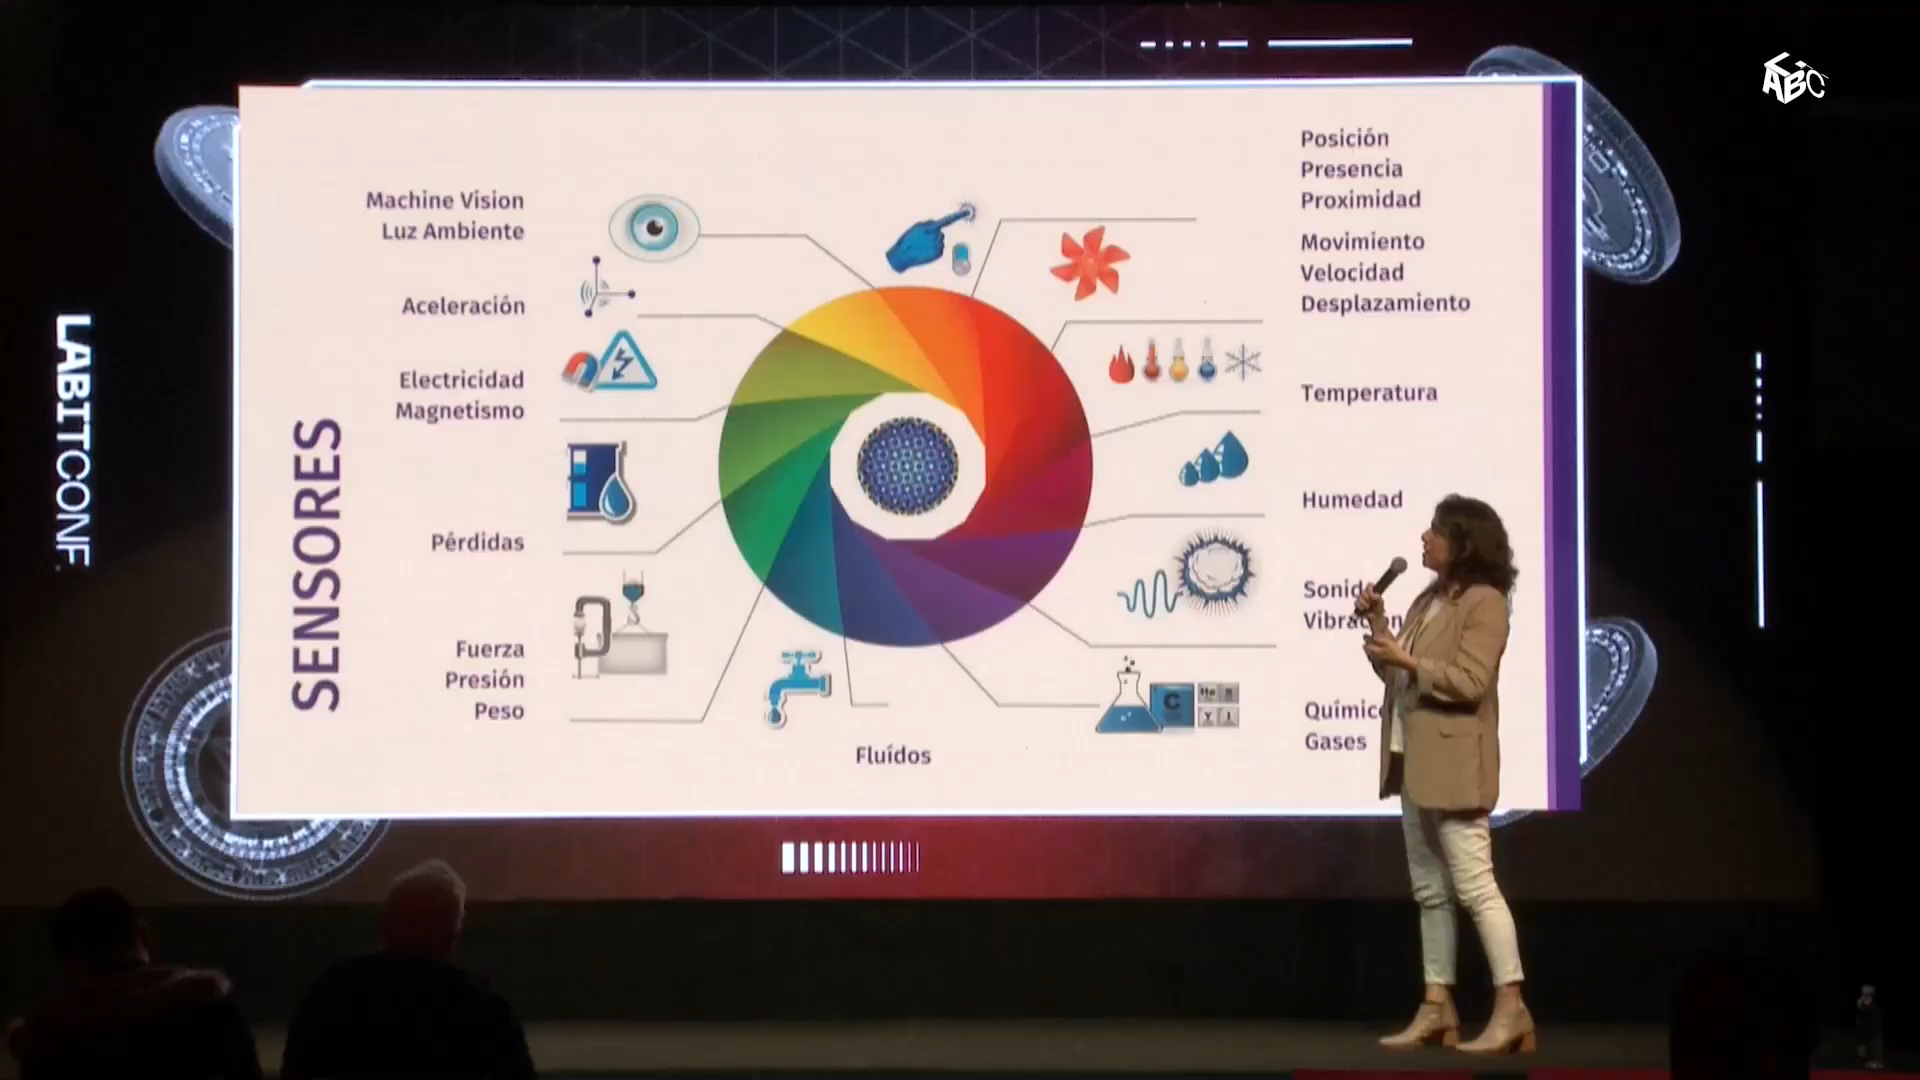 ABC
LABITCONF
SENSORES
Machine Vision
Luz Ambiente
Aceleración
Electricidad
Magnetismo
Pérdidas
Fuerza
Presión
Peso
Fluídos
Posición
Presencia
Proximidad
Movimiento
Velocidad
Desplazamiento
Temperatura
Humedad
Gases
C